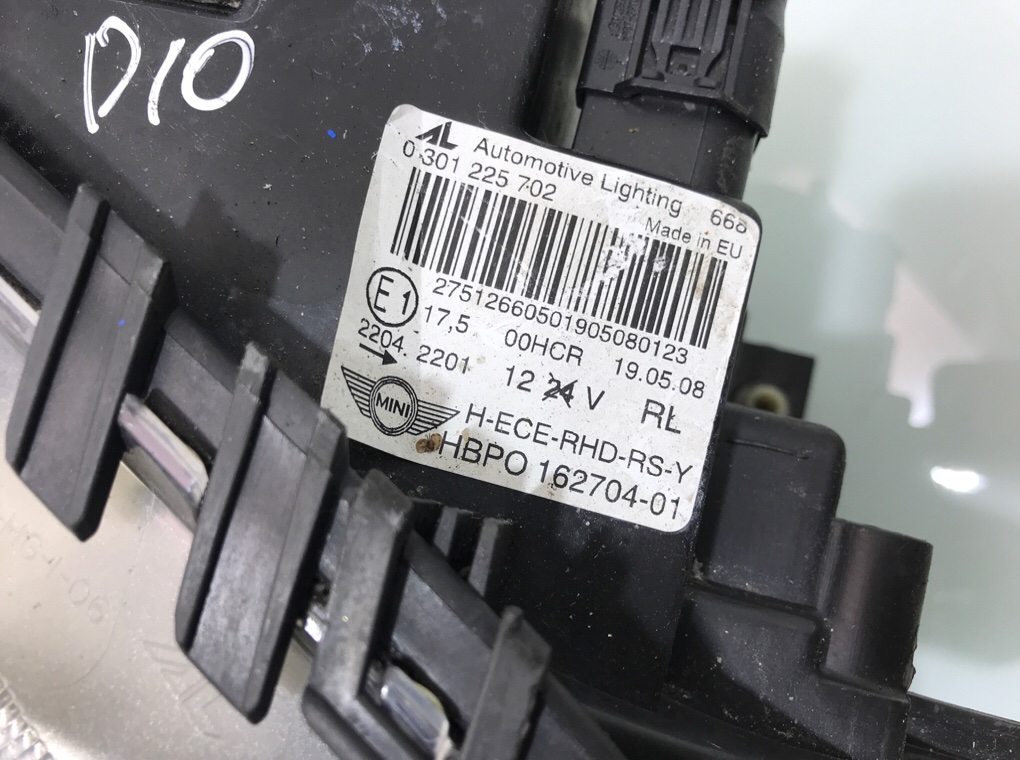 D10
AL Automotive Lighting 668
0 301 225 702
Made in EU
27512660501905080123
E1 17,5 00HCR 19.05.08
2204. 2201 12 24 V RL
MINI H-ECE-RHD-RS-Y
HBPO 162704-01